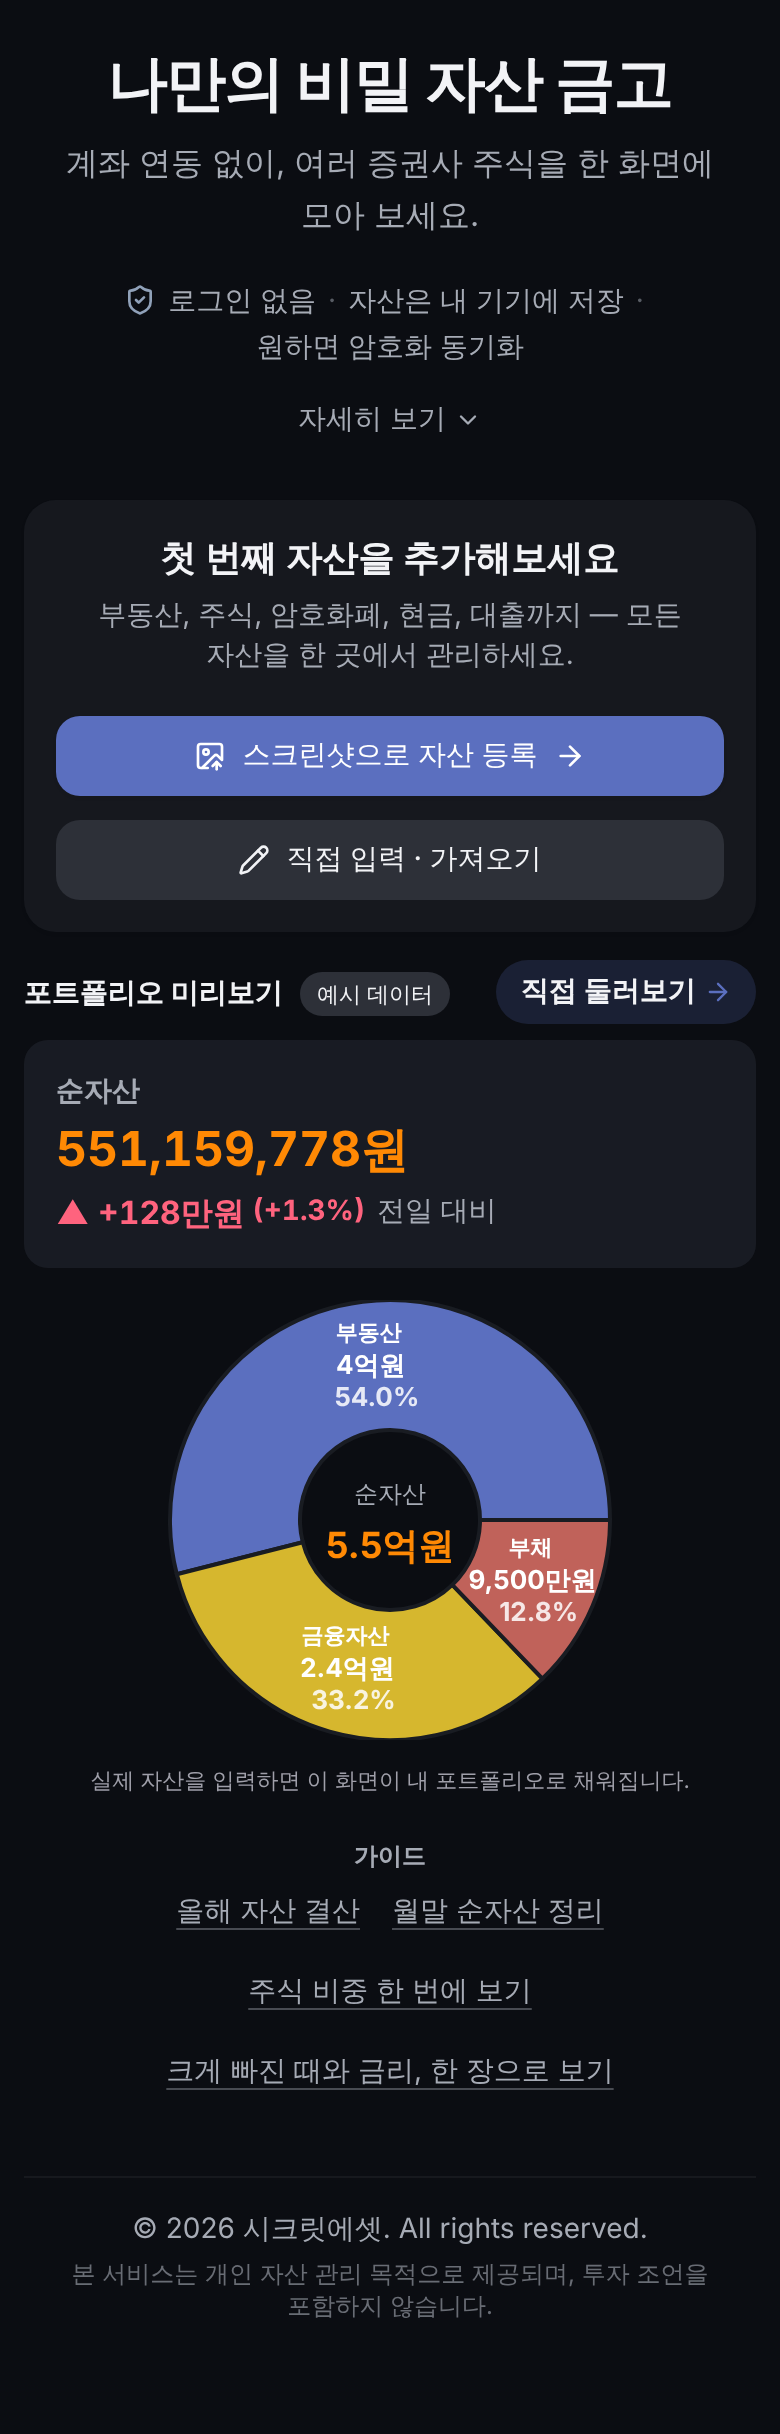 나만의 비밀 자산 금고
계좌 연동 없이, 여러 증권사 주식을 한 화면에
모아 보세요.
로그인 없음 · 자산은 내 기기에 저장 ·
원하면 암호화 동기화
자세히 보기
첫 번째 자산을 추가해보세요
부동산, 주식, 암호화폐, 현금, 대출까지 — 모든
자산을 한 곳에서 관리하세요.
스크린샷으로 자산 등록 →
직접 입력 · 가져오기
포트폴리오 미리보기 예시 데이터 직접 둘러보기 →
순자산
551,159,778원
▲ +128만원 (+1.3%) 전일 대비
부동산
4억원
54.0%
순자산
5.5억원
부채
9,500만원
12.8%
금융자산
2.4억원
33.2%
실제 자산을 입력하면 이 화면이 내 포트폴리오로 채워집니다.
가이드
올해 자산 결산 월말 순자산 정리
주식 비중 한 번에 보기
크게 빠진 때와 금리, 한 장으로 보기
© 2026 시크릿에셋. All rights reserved.
본 서비스는 개인 자산 관리 목적으로 제공되며, 투자 조언을
포함하지 않습니다.